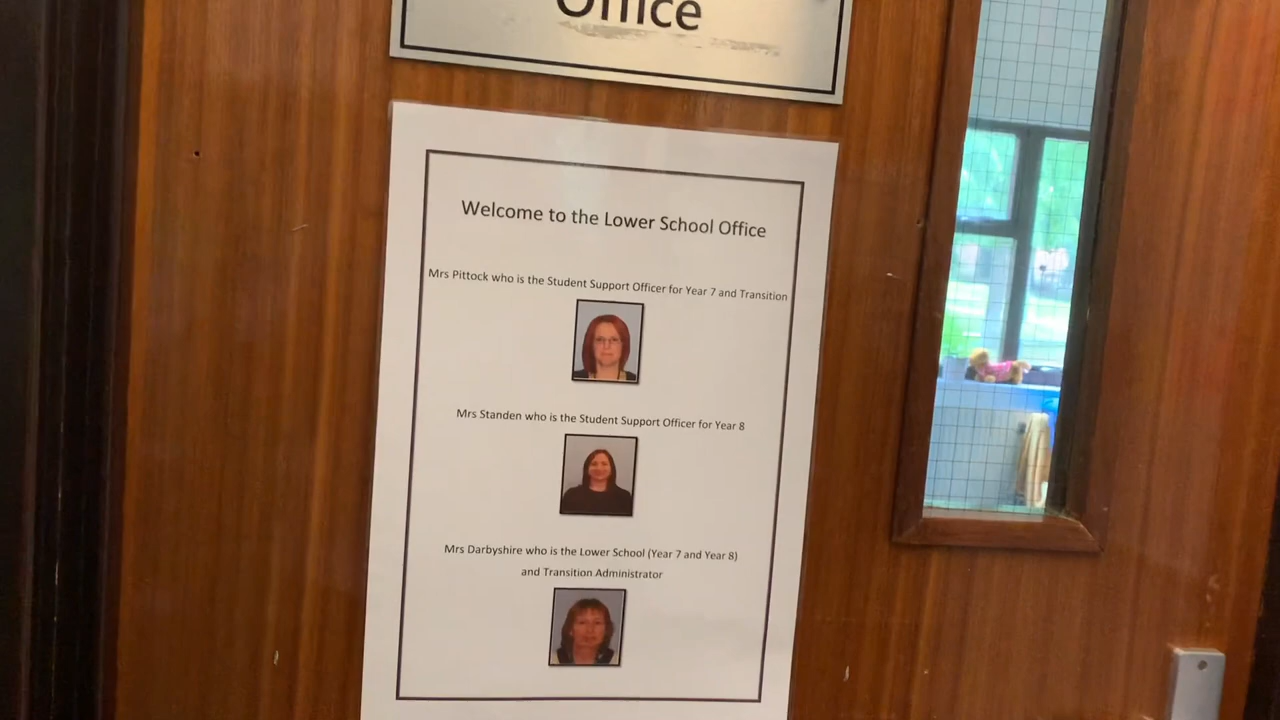 Office
Welcome to the Lower School Office
Mrs Pittock who is the Student Support Officer for Year 7 and Transition
Mrs Standen who is the Student Support Officer for Year 8
Mrs Darbyshire who is the Lower School (Year 7 and Year 8)
and Transition Administrator